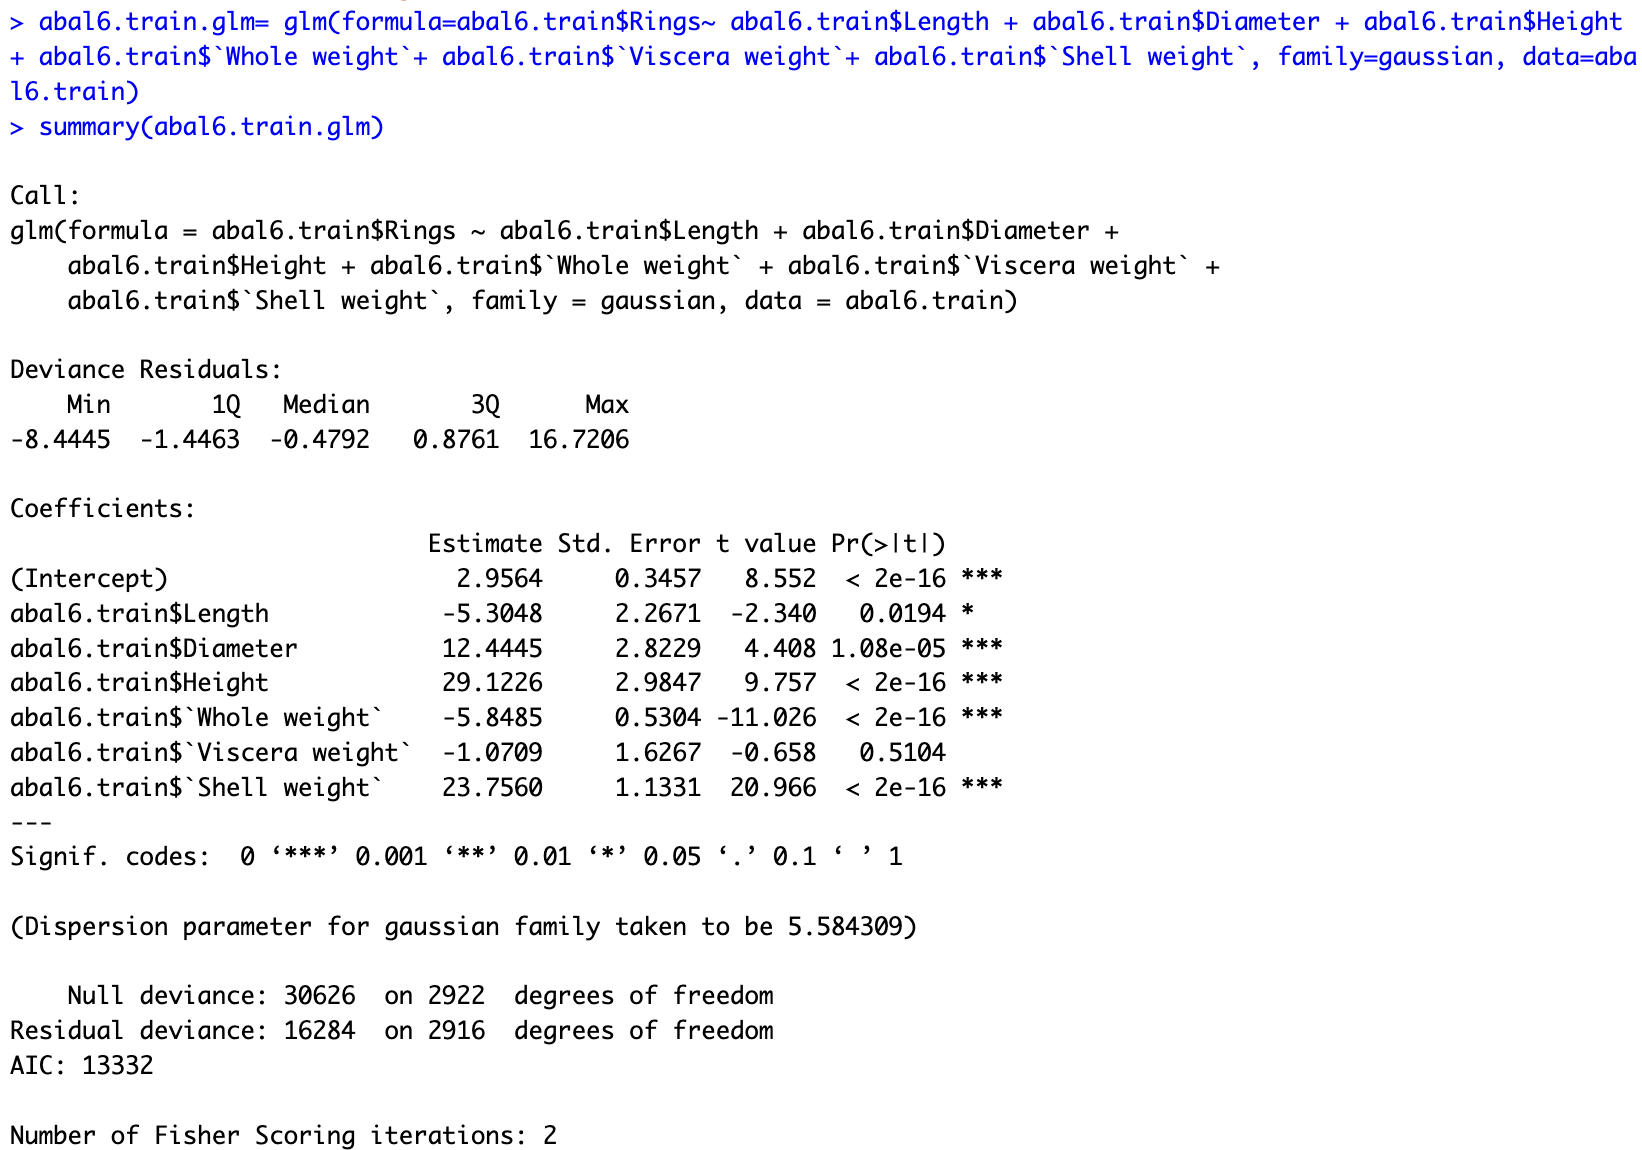 > abal6.train.glm= glm(formula=abal6.train$Rings~ abal6.train$Length + abal6.train$Diameter + abal6.train$Height
+ abal6.train$`Whole weight`+ abal6.train$`Viscera weight`+ abal6.train$`Shell weight`, family=gaussian, data=aba
l6.train)
> summary(abal6.train.glm)

Call:
glm(formula = abal6.train$Rings ~ abal6.train$Length + abal6.train$Diameter +
    abal6.train$Height + abal6.train$`Whole weight` + abal6.train$`Viscera weight` +
    abal6.train$`Shell weight`, family = gaussian, data = abal6.train)

Deviance Residuals:
    Min       1Q   Median       3Q      Max
-8.4445  -1.4463  -0.4792   0.8761  16.7206

Coefficients:
                             Estimate Std. Error t value Pr(>|t|)
(Intercept)                    2.9564     0.3457   8.552  < 2e-16 ***
abal6.train$Length            -5.3048     2.2671  -2.340   0.0194 *
abal6.train$Diameter          12.4445     2.8229   4.408 1.08e-05 ***
abal6.train$Height            29.1226     2.9847   9.757  < 2e-16 ***
abal6.train$`Whole weight`    -5.8485     0.5304 -11.026  < 2e-16 ***
abal6.train$`Viscera weight`  -1.0709     1.6267  -0.658   0.5104
abal6.train$`Shell weight`    23.7560     1.1331  20.966  < 2e-16 ***
---
Signif. codes:  0 ‘***’ 0.001 ‘**’ 0.01 ‘*’ 0.05 ‘.’ 0.1 ‘ ’ 1

(Dispersion parameter for gaussian family taken to be 5.584309)

    Null deviance: 30626  on 2922  degrees of freedom
Residual deviance: 16284  on 2916  degrees of freedom
AIC: 13332

Number of Fisher Scoring iterations: 2